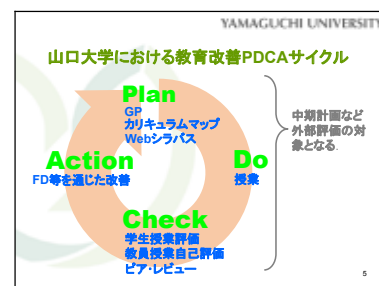 YAMAGUCHI UNIVERSITY
山口大学における教育改善PDCAサイクル
Plan
GP
カリキュラムマップ
Webシラバス
Do
授業
Check
学生授業評価
教員授業自己評価
ピア・レビュー
Action
FD等を通じた改善
中期計画など
外部評価の対
象となる.
5